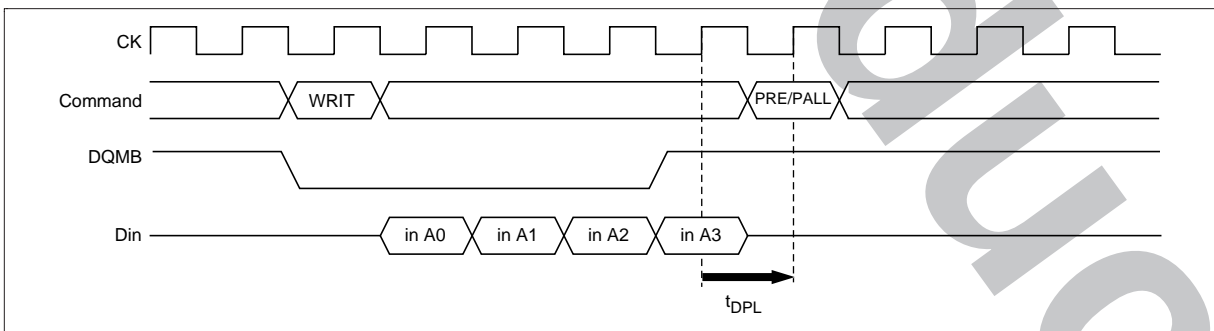 CK
Command WRIT PRE/PALL
DQMB
Din in A0 in A1 in A2 in A3
tDPL